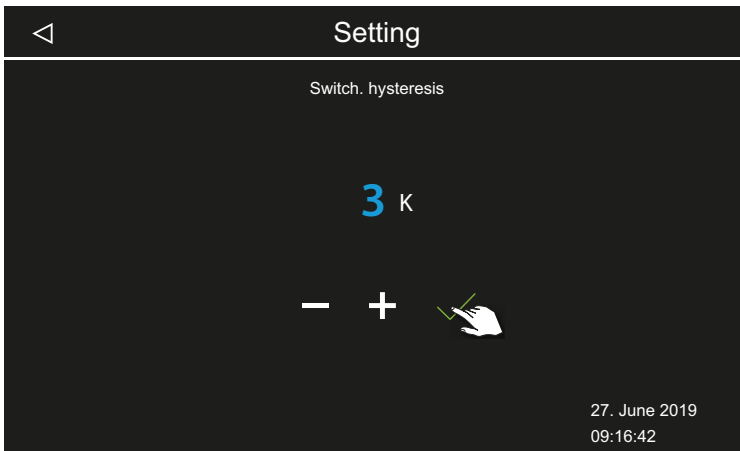 Setting
Switch. hysteresis
3 K
27. June 2019
09:16:42